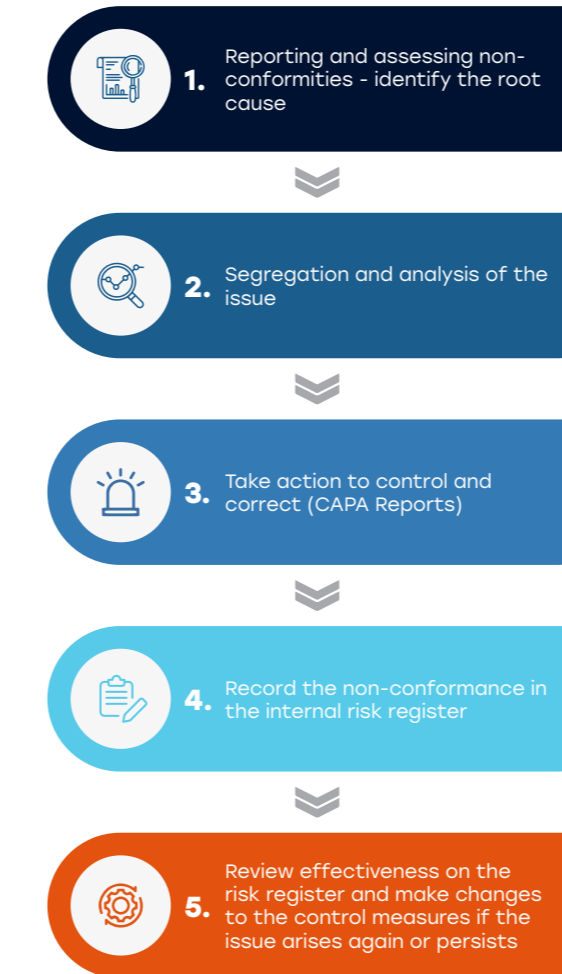 1.
Reporting and assessing non-
conformities - identify the root
cause
2.
Segregation and analysis of the
issue
3.
Take action to control and
correct (CAPA Reports)
4.
Record the non-conformance in
the internal risk register
5.
Review effectiveness on the
risk register and make changes
to the control measures if the
issue arises again or persists